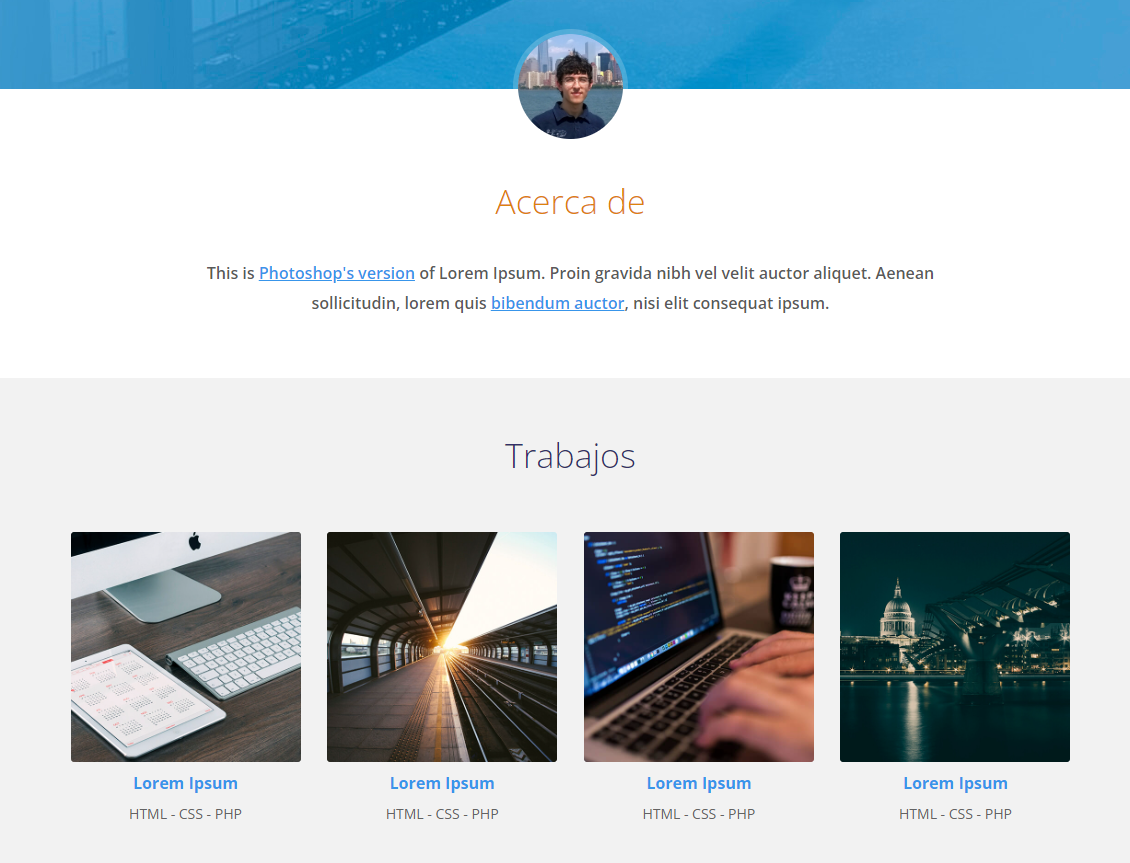 Acerca de
This is Photoshop's version of Lorem Ipsum. Proin gravida nibh vel velit auctor aliquet. Aenean
sollicitudin, lorem quis bibendum auctor, nisi elit consequat ipsum.
Trabajos
Lorem Ipsum
HTML - CSS - PHP
Lorem Ipsum
HTML - CSS - PHP
Lorem Ipsum
HTML - CSS - PHP
Lorem Ipsum
HTML - CSS - PHP